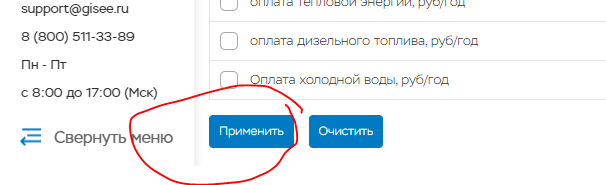 support@gisee.ru
8 (800) 511-33-89
Пн - Пт
с 8:00 до 17:00 (Мск)
Свернуть меню
оплата тепловой энергии, руб/год
оплата дизельного топлива, руб/год
Оплата холодной воды, руб/год
Применить
Очистить